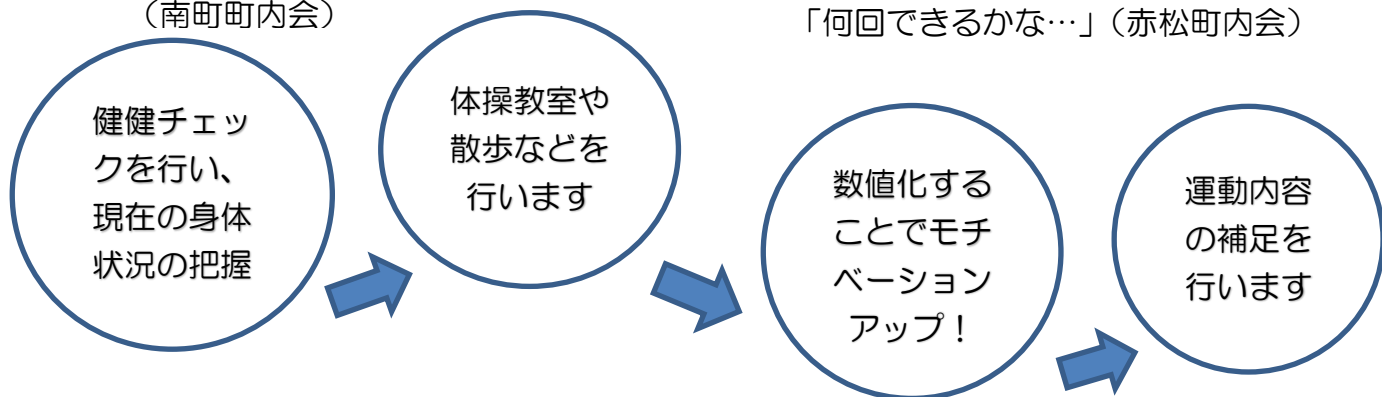 （南町町内会）
「何回できるかな…」（赤松町内会）
健健チェッ
クを行い、
現在の身体
状況の把握
体操教室や
散歩などを
行います
数値化する
ことでモチ
ベーション
アップ！
運動内容
の補足を
行います